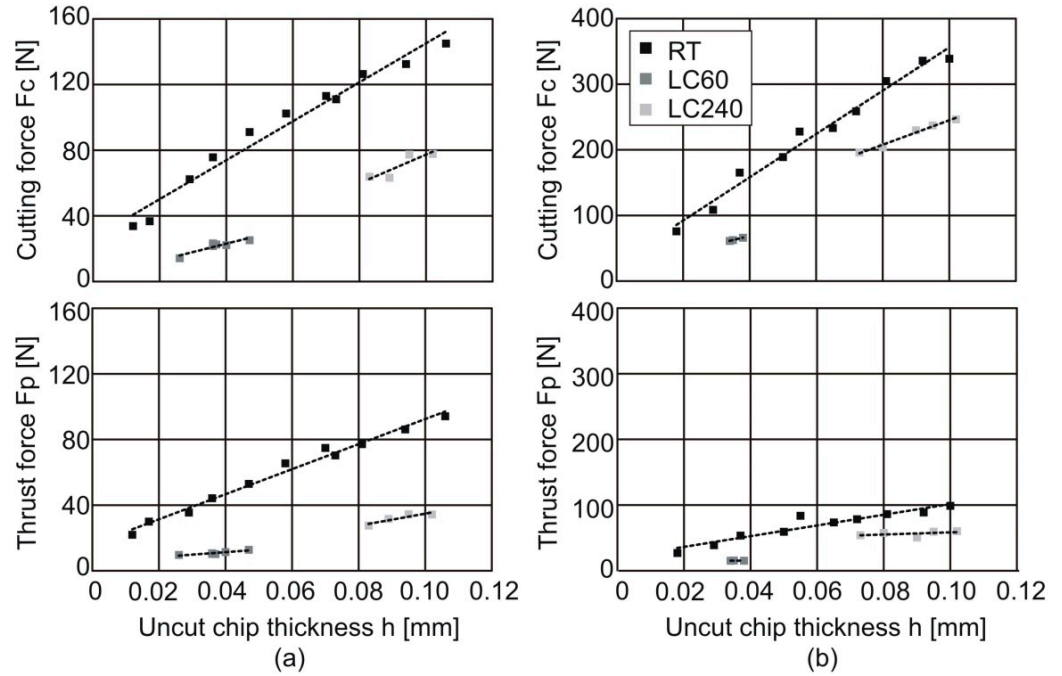 Cutting force Fc [N]
160
120
80
40
0
Cutting force Fc [N]
400
300
200
100
0
RT
LC60
LC240
Thrust force Fp [N]
160
120
80
40
0
0 0.02 0.04 0.06 0.08 0.10 0.12
Uncut chip thickness h [mm]
(a)
Thrust force Fp [N]
400
300
200
100
0
0 0.02 0.04 0.06 0.08 0.10 0.12
Uncut chip thickness h [mm]
(b)